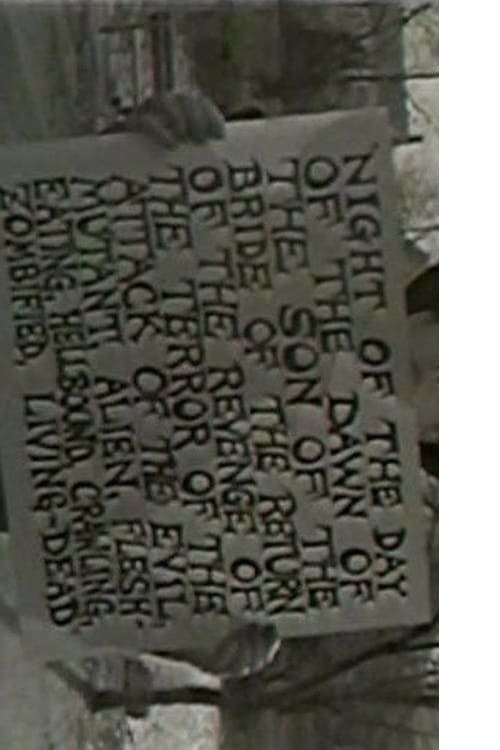 NIGHT OF THE DAY
OF THE DAWN OF
THE SON OF THE
BRIDE OF THE RETURN
OF THE REVENGE OF
THE TERROR OF THE
ATTACK OF THE EVIL,
MUTANT ALIEN, FLESH-
EATING, HELLBOUND, CRAWLING,
ZOMBIFIED, LIVING-DEAD